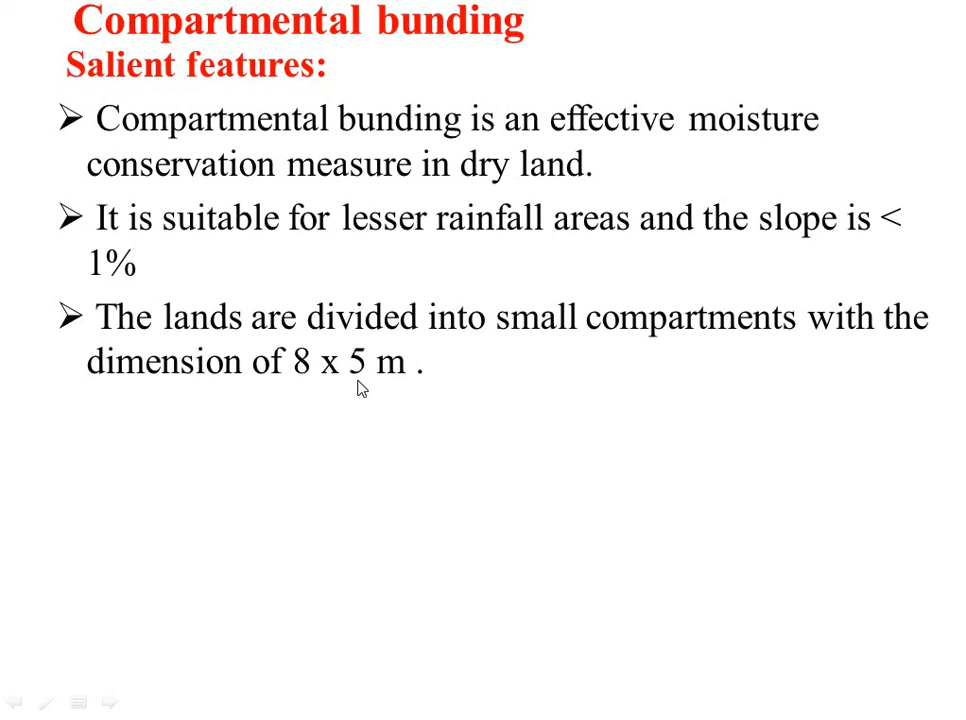 Compartmental bunding
Salient features:
➢ Compartmental bunding is an effective moisture
conservation measure in dry land.
➢ It is suitable for lesser rainfall areas and the slope is <
1%
➢ The lands are divided into small compartments with the
dimension of 8 x 5 m .